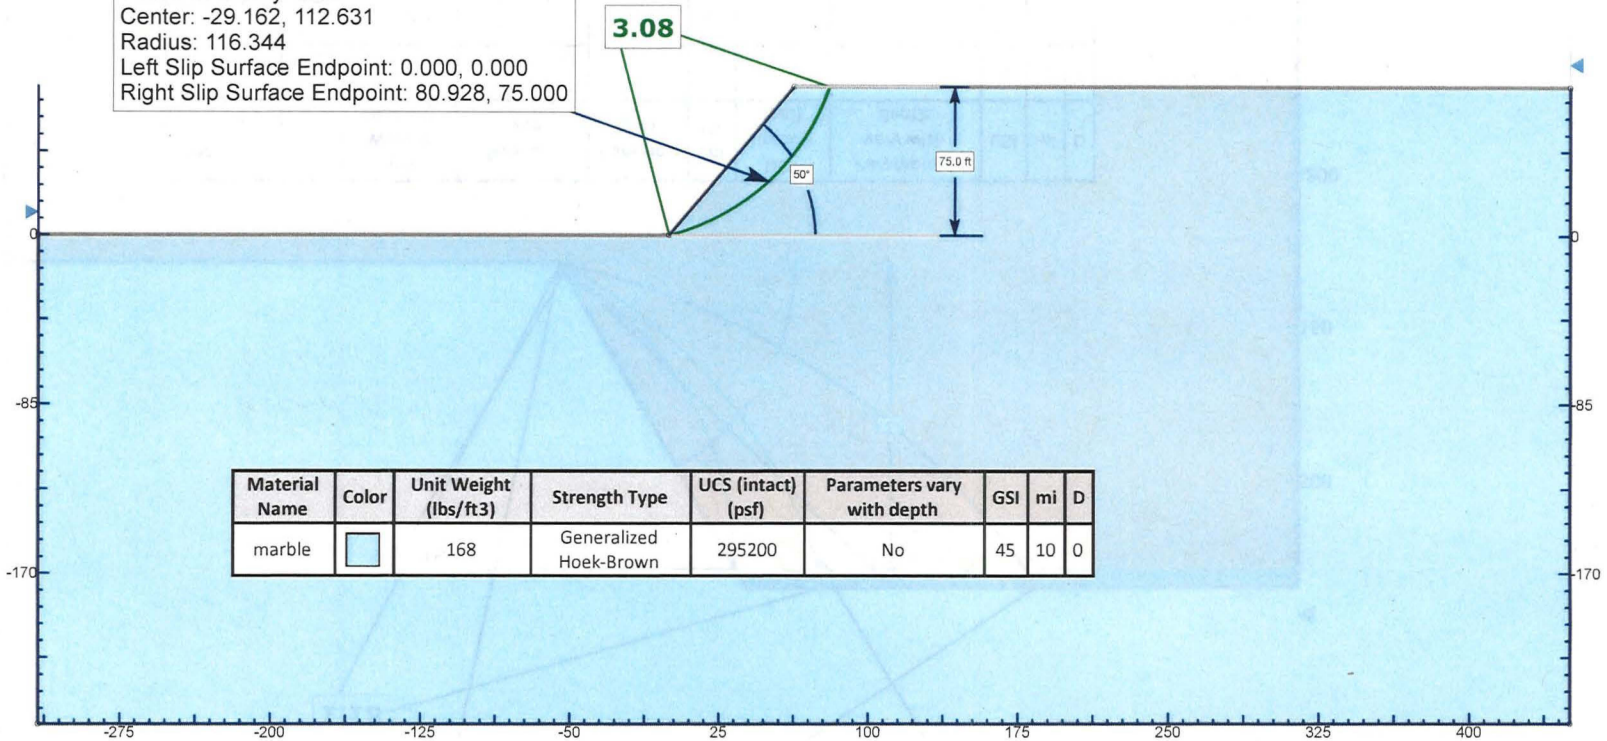 Center: -29.162, 112.631
Radius: 116.344
Left Slip Surface Endpoint: 0.000, 0.000
Right Slip Surface Endpoint: 80.928, 75.000
3.08
50°
75.0 ft
0
0
-85
-85
-170
-170
Material Name Color Unit Weight (lbs/ft3) Strength Type UCS (intact) (psf) Parameters vary with depth GSI mi D
marble 168 Generalized Hoek-Brown 295200 No 45 10 0
-275 -200 -125 -50 25 100 175 250 325 400